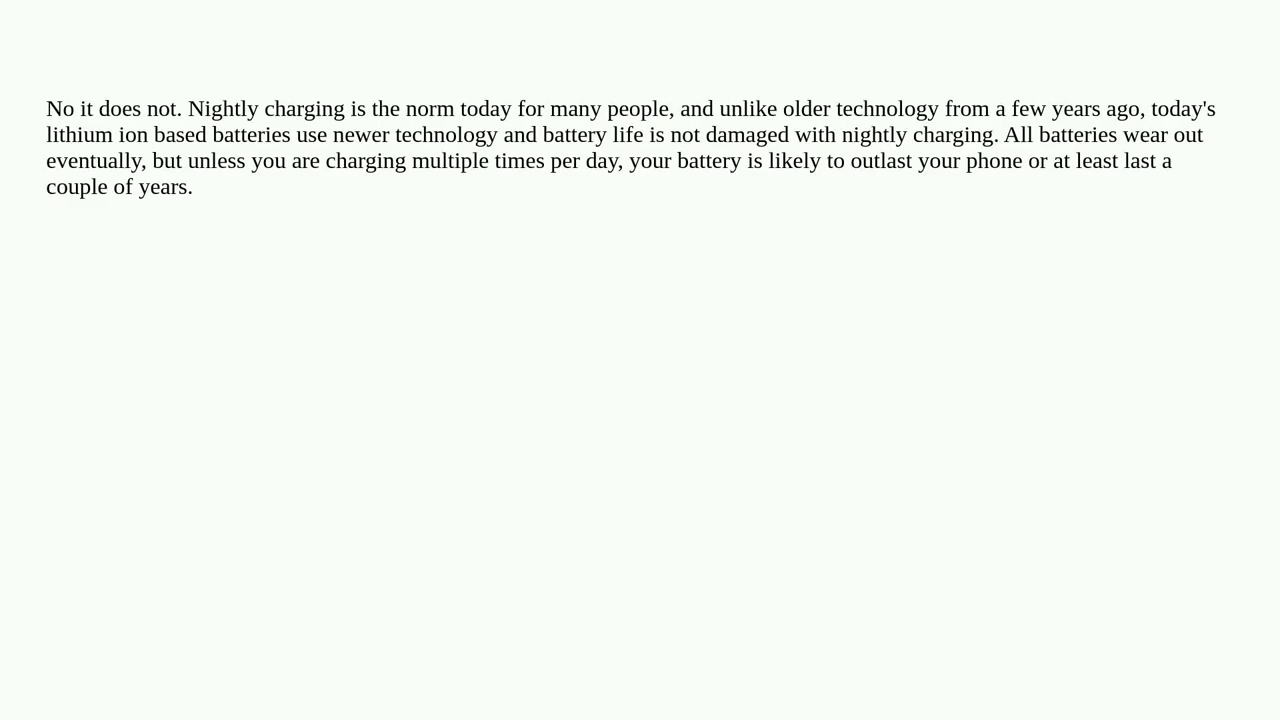 No it does not. Nightly charging is the norm today for many people, and unlike older technology from a few years ago, today's
lithium ion based batteries use newer technology and battery life is not damaged with nightly charging. All batteries wear out
eventually, but unless you are charging multiple times per day, your battery is likely to outlast your phone or at least last a
couple of years.